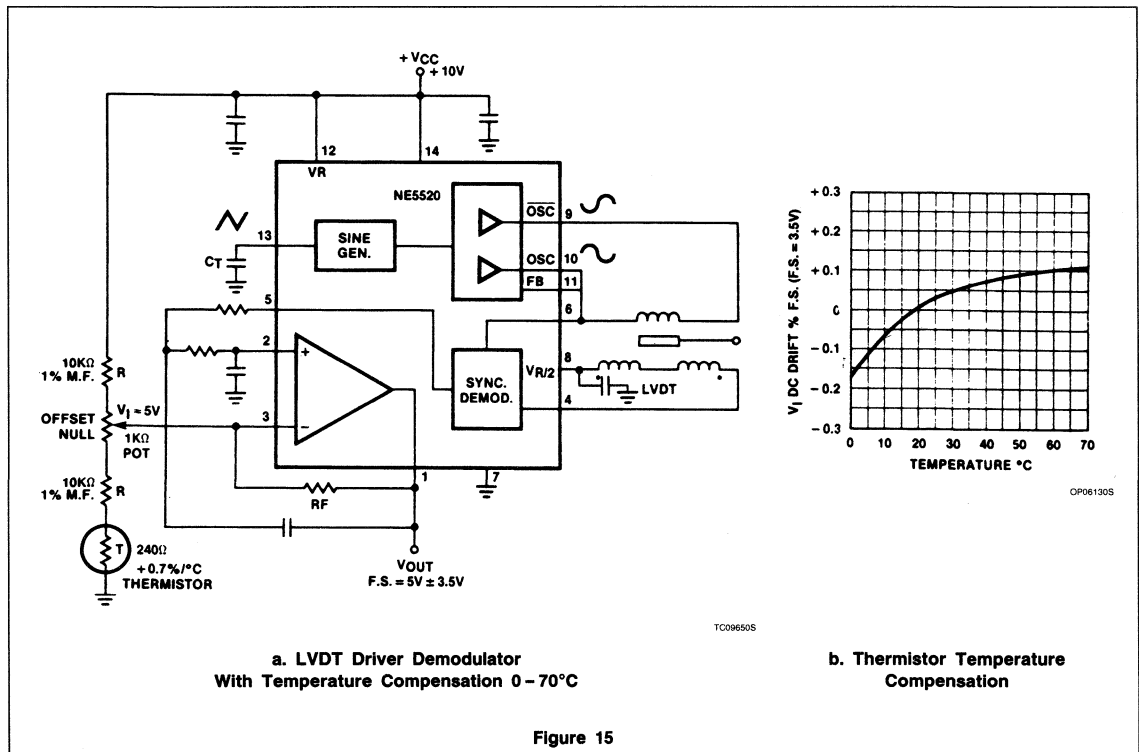 + VCC
+ 10V
12
14
VR
NE5520
OSC
9
13
SINE
GEN.
CT
OSC
10
FB
11
5
6
2
+
10KΩ
1% M.F.
R
8
VR/2
LVDT
SYNC.
DEMOD.
4
OFFSET
NULL
VI ≈ 5V
1KΩ
POT
3
−
1
7
10KΩ
1% M.F.
R
RF
T
240Ω
+0.7%/°C
THERMISTOR
VOUT
F.S. = 5V ± 3.5V
TC09650S
a. LVDT Driver Demodulator
With Temperature Compensation 0 – 70°C
VI DC DRIFT % F.S. (F.S. = 3.5V)
+ 0.3
+ 0.2
+ 0.1
0
− 0.1
− 0.2
− 0.3
0 10 20 30 40 50 60 70
TEMPERATURE °C
OP06130S
b. Thermistor Temperature
Compensation
Figure 15